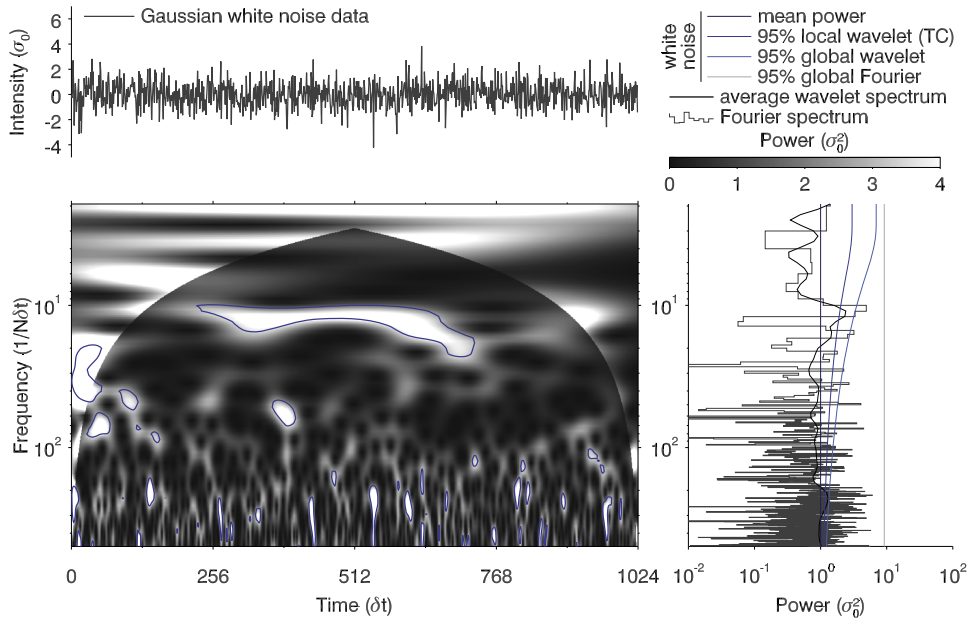 Gaussian white noise data
Intensity (σ₀)
6
4
2
0
-2
-4
white
noise
mean power
95% local wavelet (TC)
95% global wavelet
95% global Fourier
average wavelet spectrum
Fourier spectrum
Power (σ₀²)
0 1 2 3 4
Frequency (1/Nδt)
10¹
10²
0 256 512 768 1024
Time (δt)
10¹
10²
10⁻² 10⁻¹ 10⁰ 10¹ 10²
Power (σ₀²)